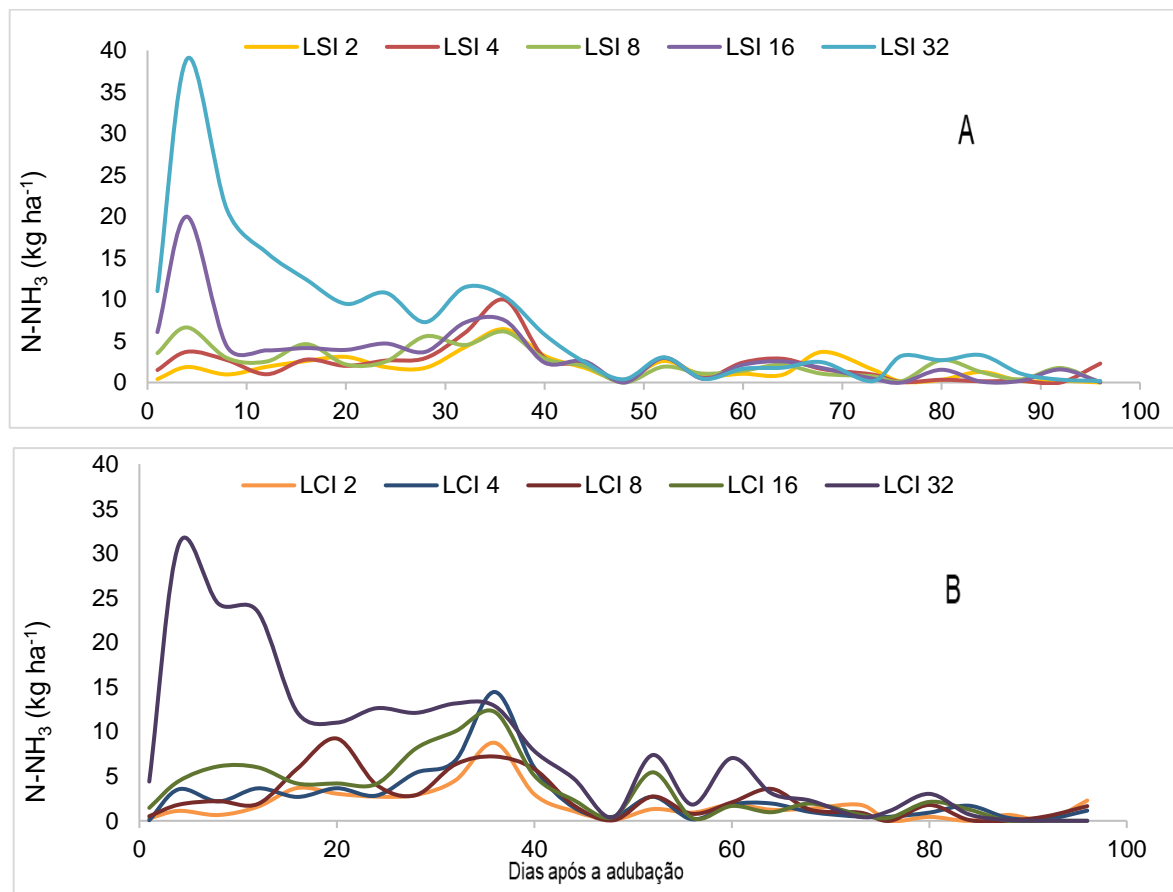 LSI 2 LSI 4 LSI 8 LSI 16 LSI 32
A
N-NH₃ (kg ha⁻¹)
40
35
30
25
20
15
10
5
0
0 10 20 30 40 50 60 70 80 90 100
LCI 2 LCI 4 LCI 8 LCI 16 LCI 32
B
N-NH₃ (kg ha⁻¹)
40
35
30
25
20
15
10
5
0
0 20 40 60 80 100
Dias após a adubação